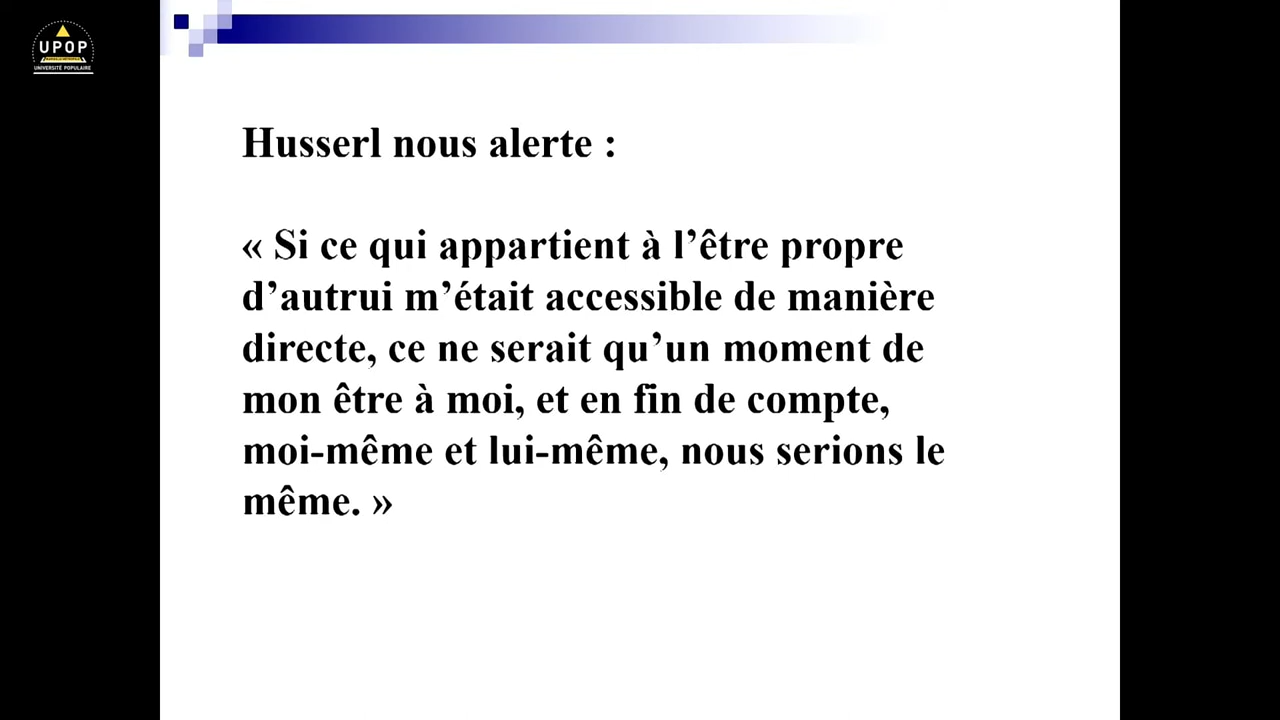 UPOP
UNIVERSITÉ POPULAIRE
Husserl nous alerte :
« Si ce qui appartient à l’être propre
d’autrui m’était accessible de manière
directe, ce ne serait qu’un moment de
mon être à moi, et en fin de compte,
moi-même et lui-même, nous serions le
même. »